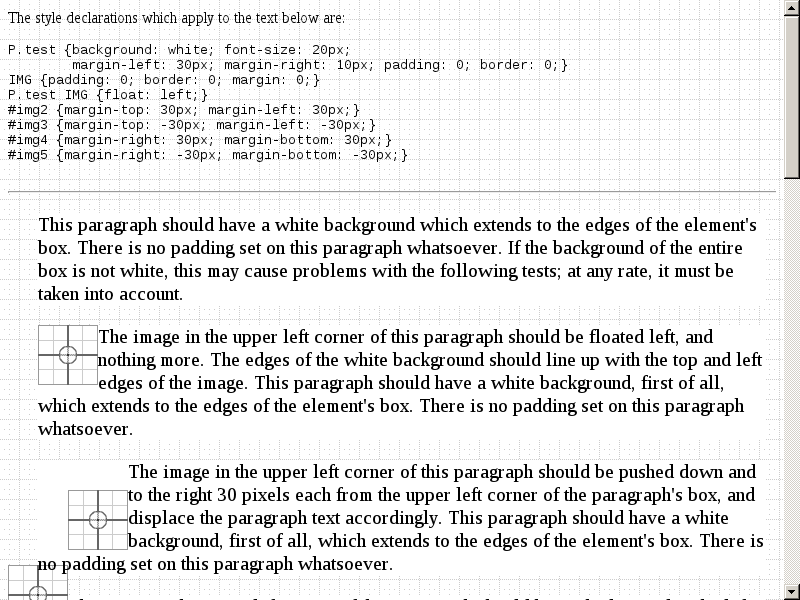 The style declarations which apply to the text below are:
P.test {background: white; font-size: 20px;
margin-left: 30px; margin-right: 10px; padding: 0; border: 0;}
IMG {padding: 0; border: 0; margin: 0;}
P.test IMG {float: left;}
#img2 {margin-top: 30px; margin-left: 30px;}
#img3 {margin-top: -30px; margin-left: -30px;}
#img4 {margin-right: 30px; margin-bottom: 30px;}
#img5 {margin-right: -30px; margin-bottom: -30px;}
This paragraph should have a white background which extends to the edges of the element's
box. There is no padding set on this paragraph whatsoever. If the background of the entire
box is not white, this may cause problems with the following tests; at any rate, it must be
taken into account.
The image in the upper left corner of this paragraph should be floated left, and
nothing more. The edges of the white background should line up with the top and left
edges of the image. This paragraph should have a white background, first of all,
which extends to the edges of the element's box. There is no padding set on this paragraph
whatsoever.
The image in the upper left corner of this paragraph should be pushed down and
to the right 30 pixels each from the upper left corner of the paragraph's box, and
displace the paragraph text accordingly. This paragraph should have a white
background, first of all, which extends to the edges of the element's box. There is
no padding set on this paragraph whatsoever.